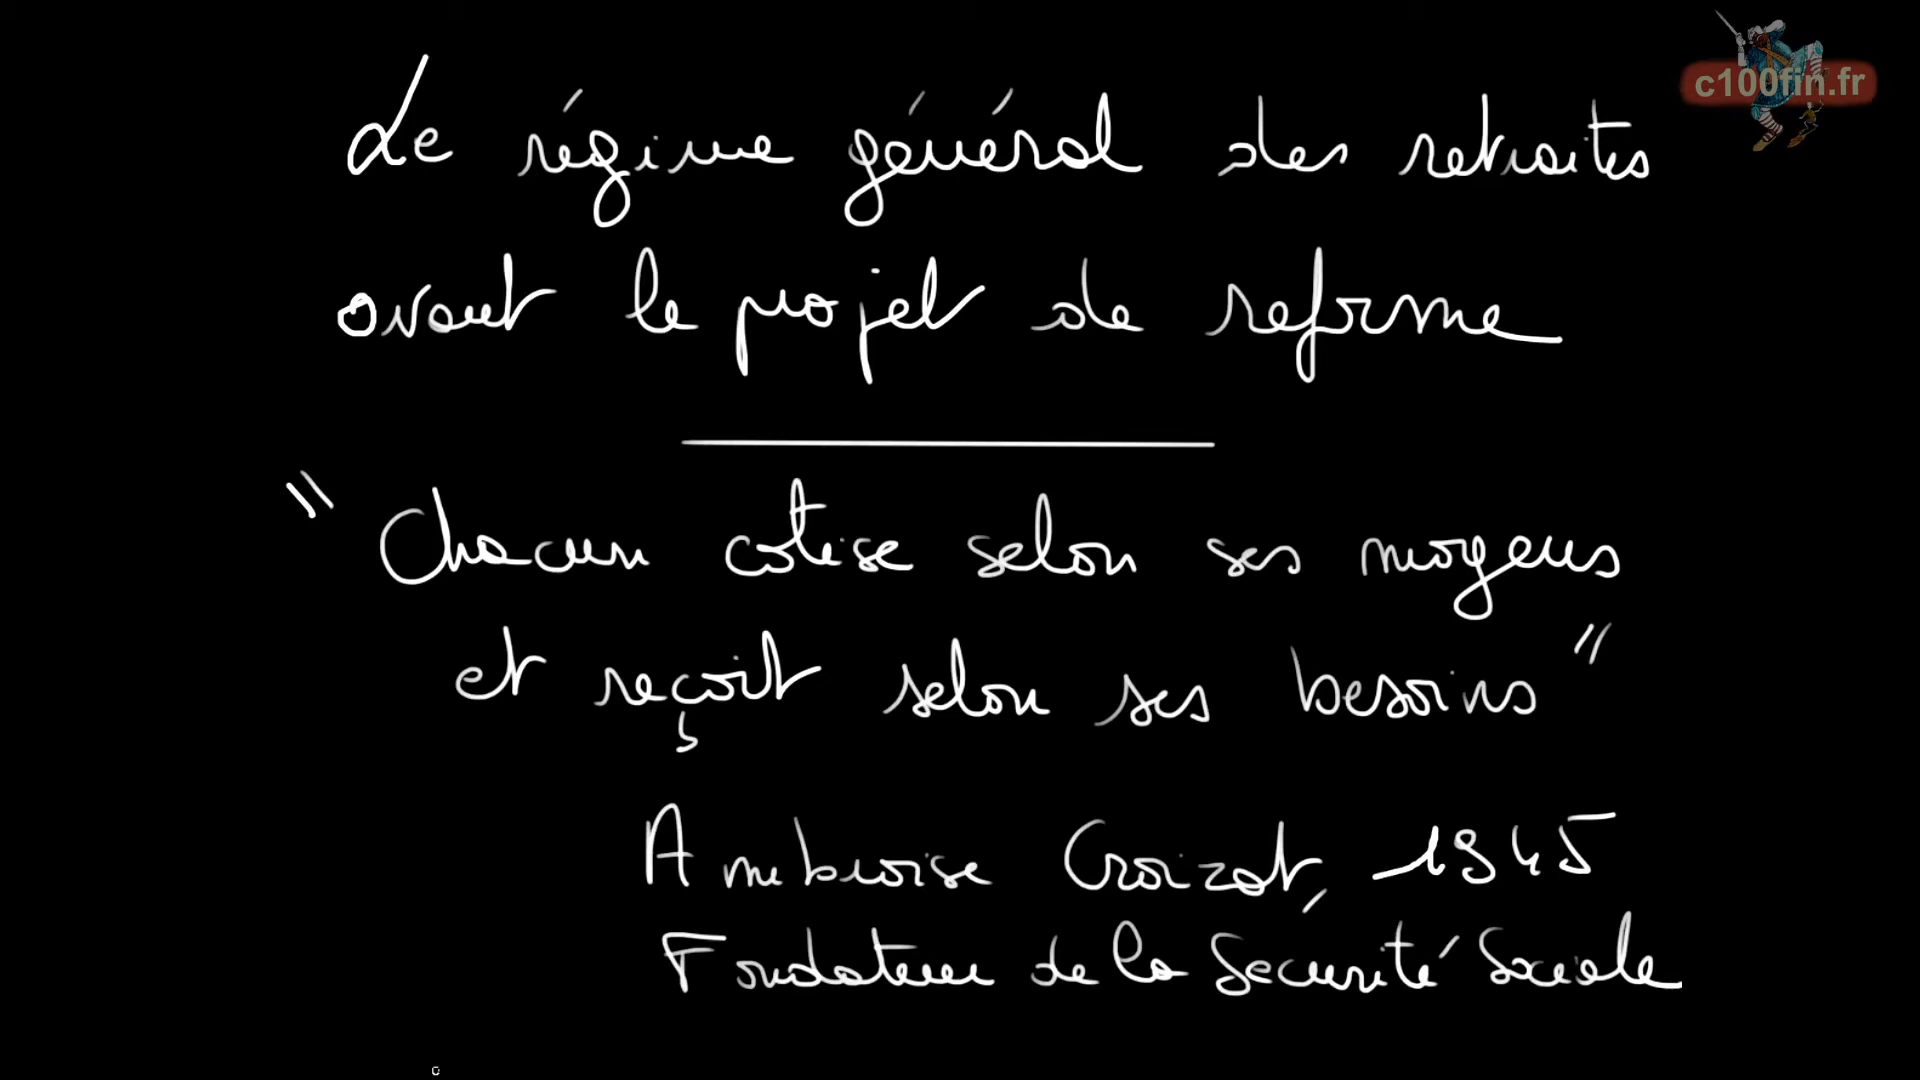 c100fin.fr
Le régime général des retraites
avant le projet de reforme
"Chacun cotise selon ses moyens
et reçoit selon ses besoins"
Ambroise Croizat, 1945
Fondateur de la Sécurité Sociale